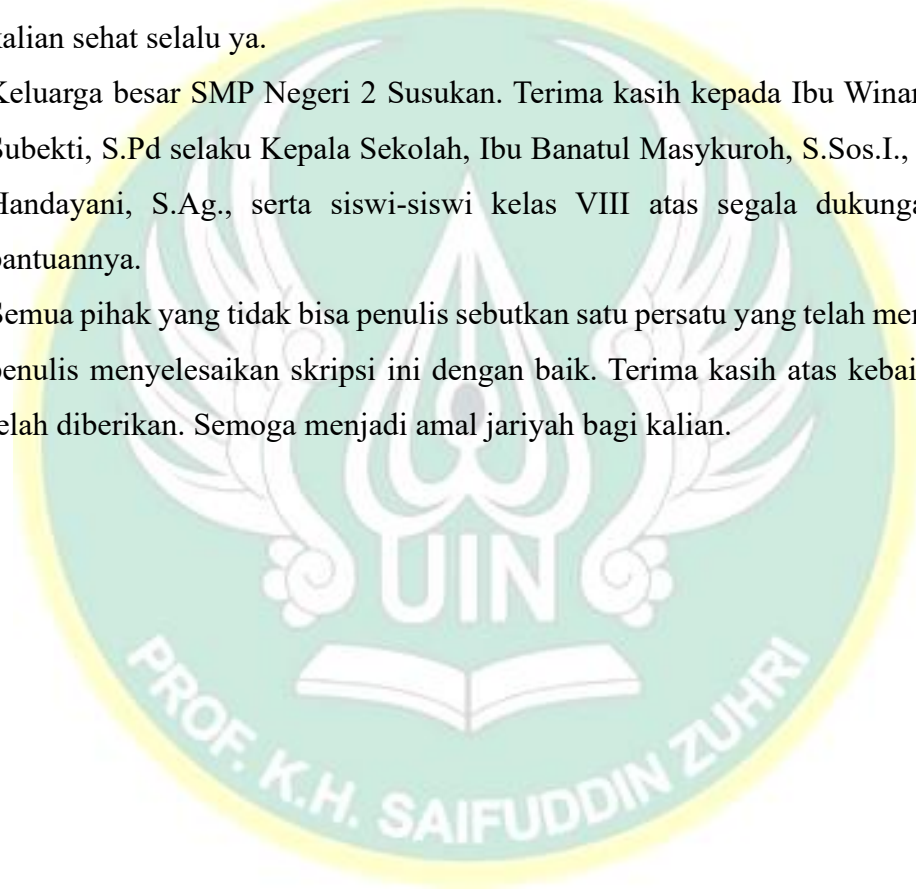 kalian sehat selalu ya.
Keluarga besar SMP Negeri 2 Susukan. Terima kasih kepada Ibu Winar
Subekti, S.Pd selaku Kepala Sekolah, Ibu Banatul Masykuroh, S.Sos.I.,
Handayani, S.Ag., serta siswi-siswi kelas VIII atas segala dukunga
bantuannya.
Semua pihak yang tidak bisa penulis sebutkan satu persatu yang telah mem
penulis menyelesaikan skripsi ini dengan baik. Terima kasih atas kebai
telah diberikan. Semoga menjadi amal jariyah bagi kalian.
UIN
PROF. K.H. SAIFUDDIN ZUHRI